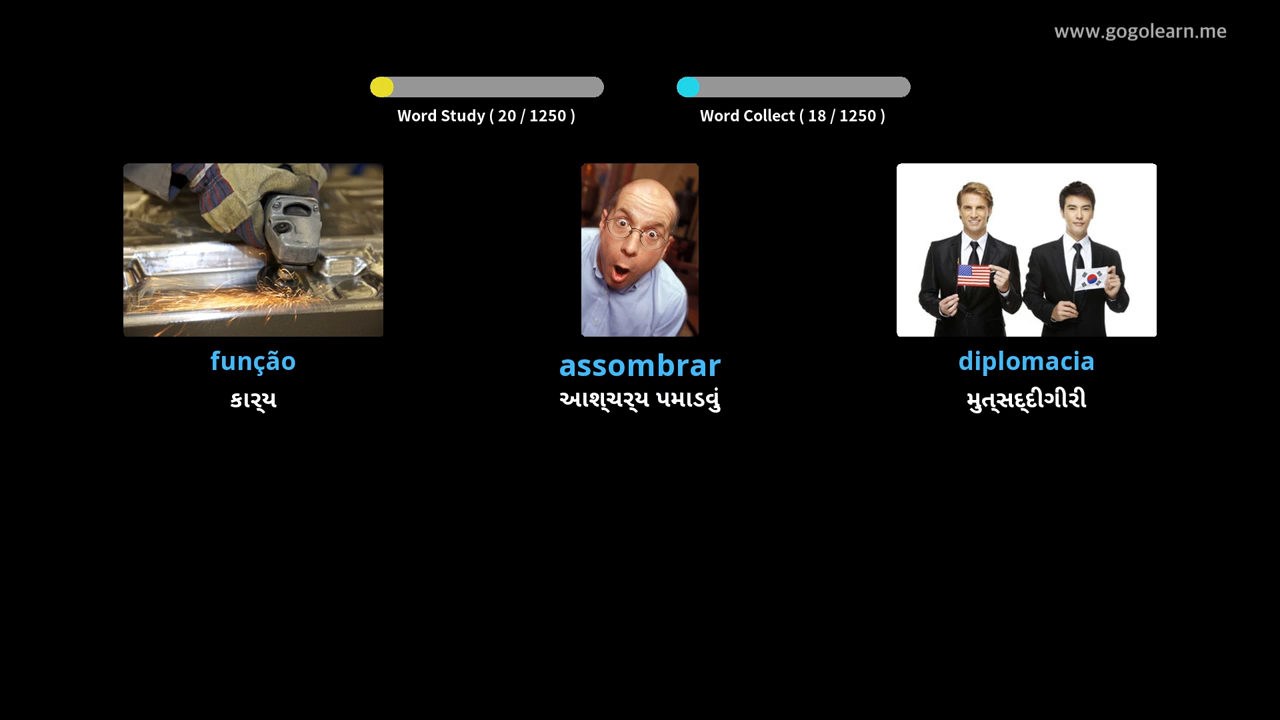 www.gogolearn.me
Word Study ( 20 / 1250 )
Word Collect ( 18 / 1250 )
função
assombrar
diplomacia
કાર્ય
આશ્ચર્ય પમાડવું
મુત્સદ્દીગીરી